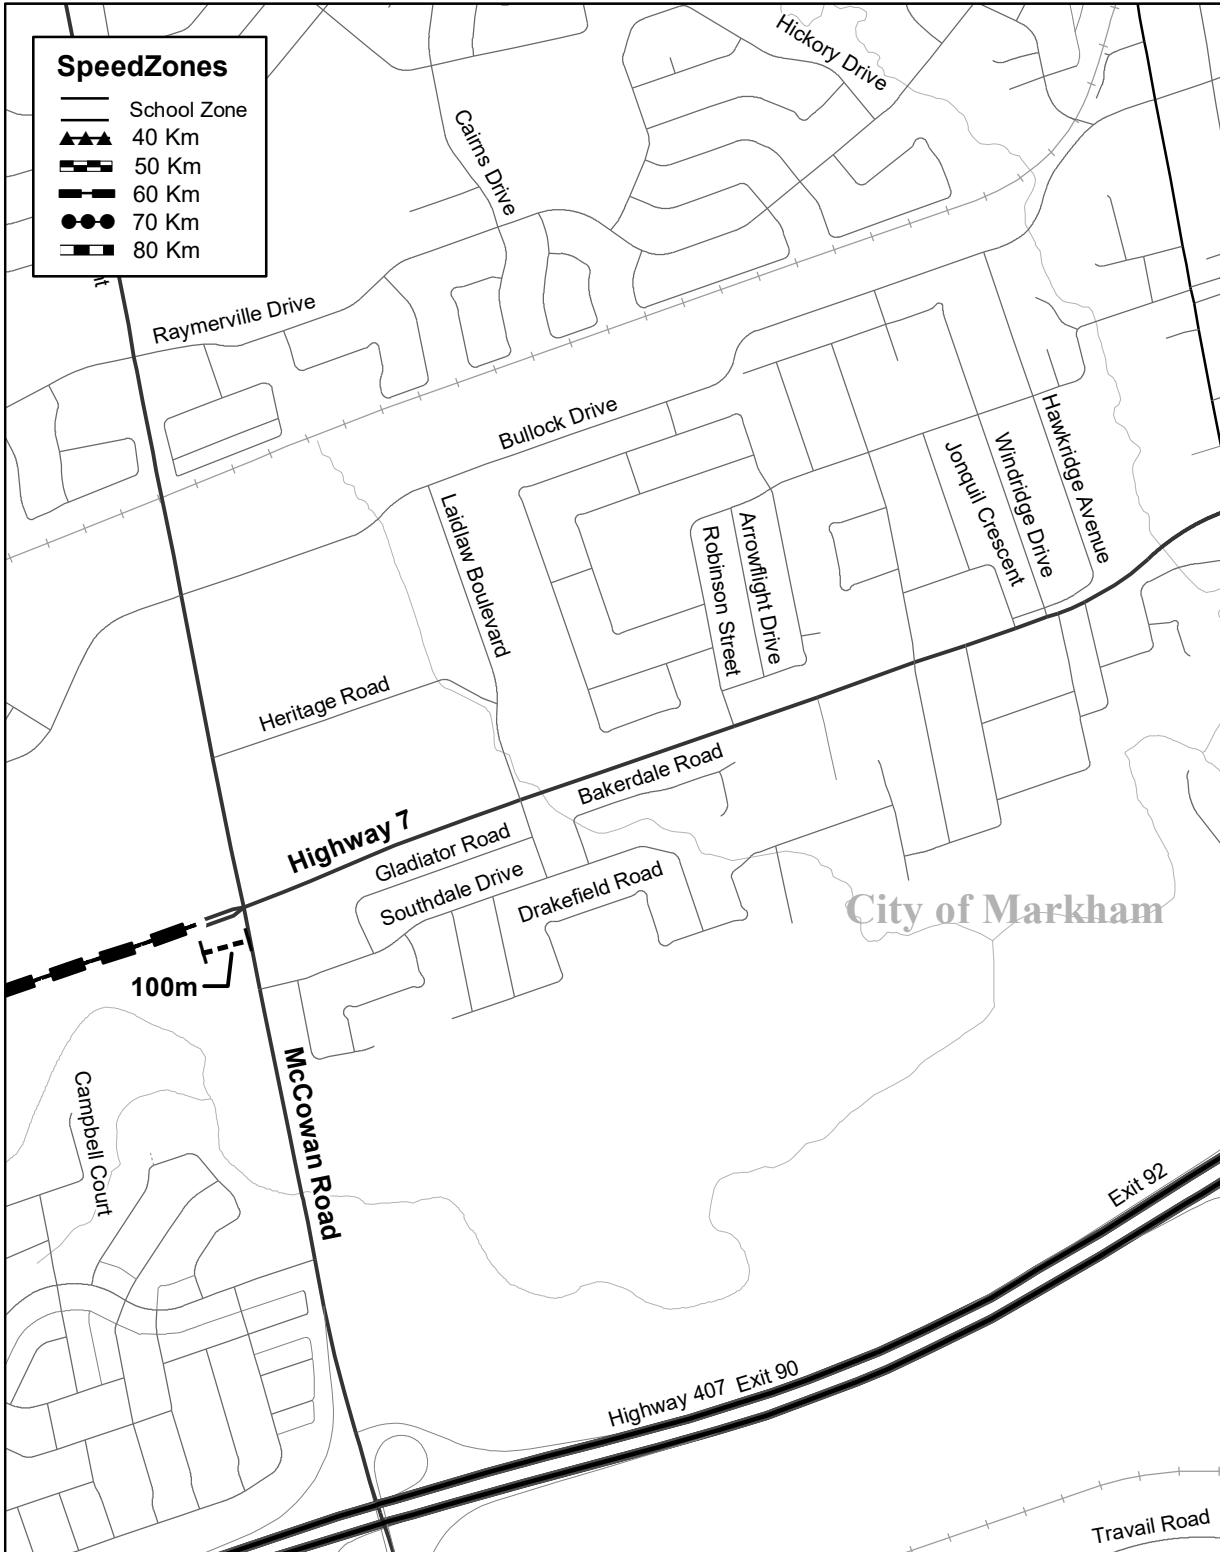 Hickory Drive
SpeedZones
School Zone
40 Km
50 Km
60 Km
70 Km
80 Km
Cairns Drive
Raymerville Drive
Bullock Drive
Hawkridge Avenue
Windridge Drive
Jonquil Crescent
Laidlaw Boulevard
Arrowflight Drive
Robinson Street
Heritage Road
Bakerdale Road
Highway 7
Gladiator Road
Southdale Drive
Drakefield Road
City of Markham
100m
McCowan Road
Campbell Court
Exit 92
Highway 407 Exit 90
Travail Road